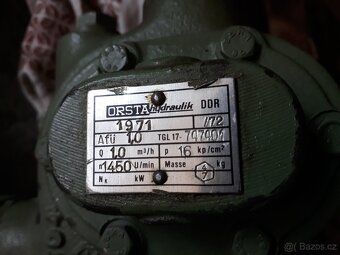 ORSTA hydraulik DDR
1971 /72
Afü 1,0 TGL 17-
Q 1,0 m³/h p 16 kp/cm²
n 1450 U/min Masse kg
Nₓ kW
Bazos.cz